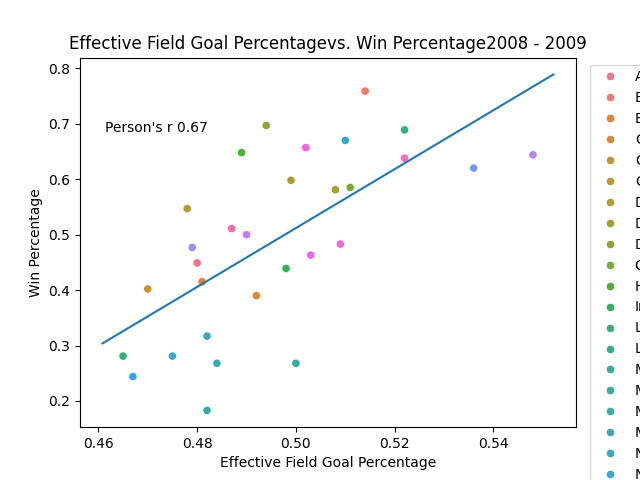 Effective Field Goal Percentagevs. Win Percentage2008 - 2009
Person's r 0.67
Win Percentage
0.8
0.7
0.6
0.5
0.4
0.3
0.2
0.46 0.48 0.50 0.52 0.54
Effective Field Goal Percentage